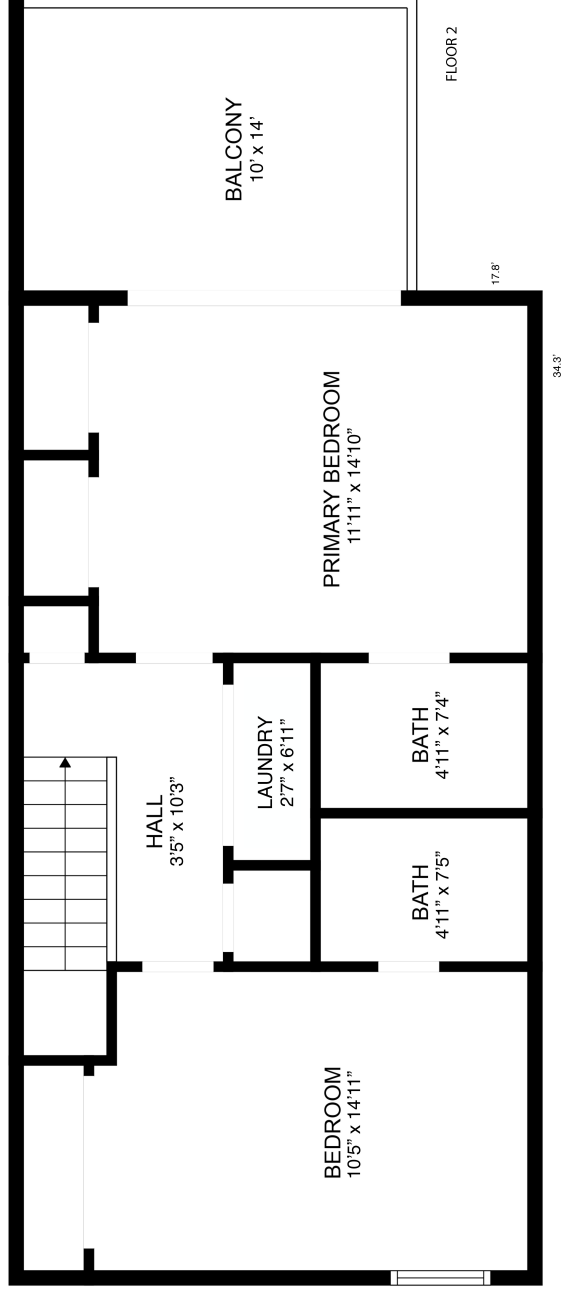 FLOOR 2
BALCONY
10’ x 14’
17.8’
34.3’
PRIMARY BEDROOM
11’11” x 14’10”
LAUNDRY
2’7” x 6’11”
BATH
4’11” x 7’4”
HALL
3’5” x 10’3”
BATH
4’11” x 7’5”
BEDROOM
10’5” x 14’11”